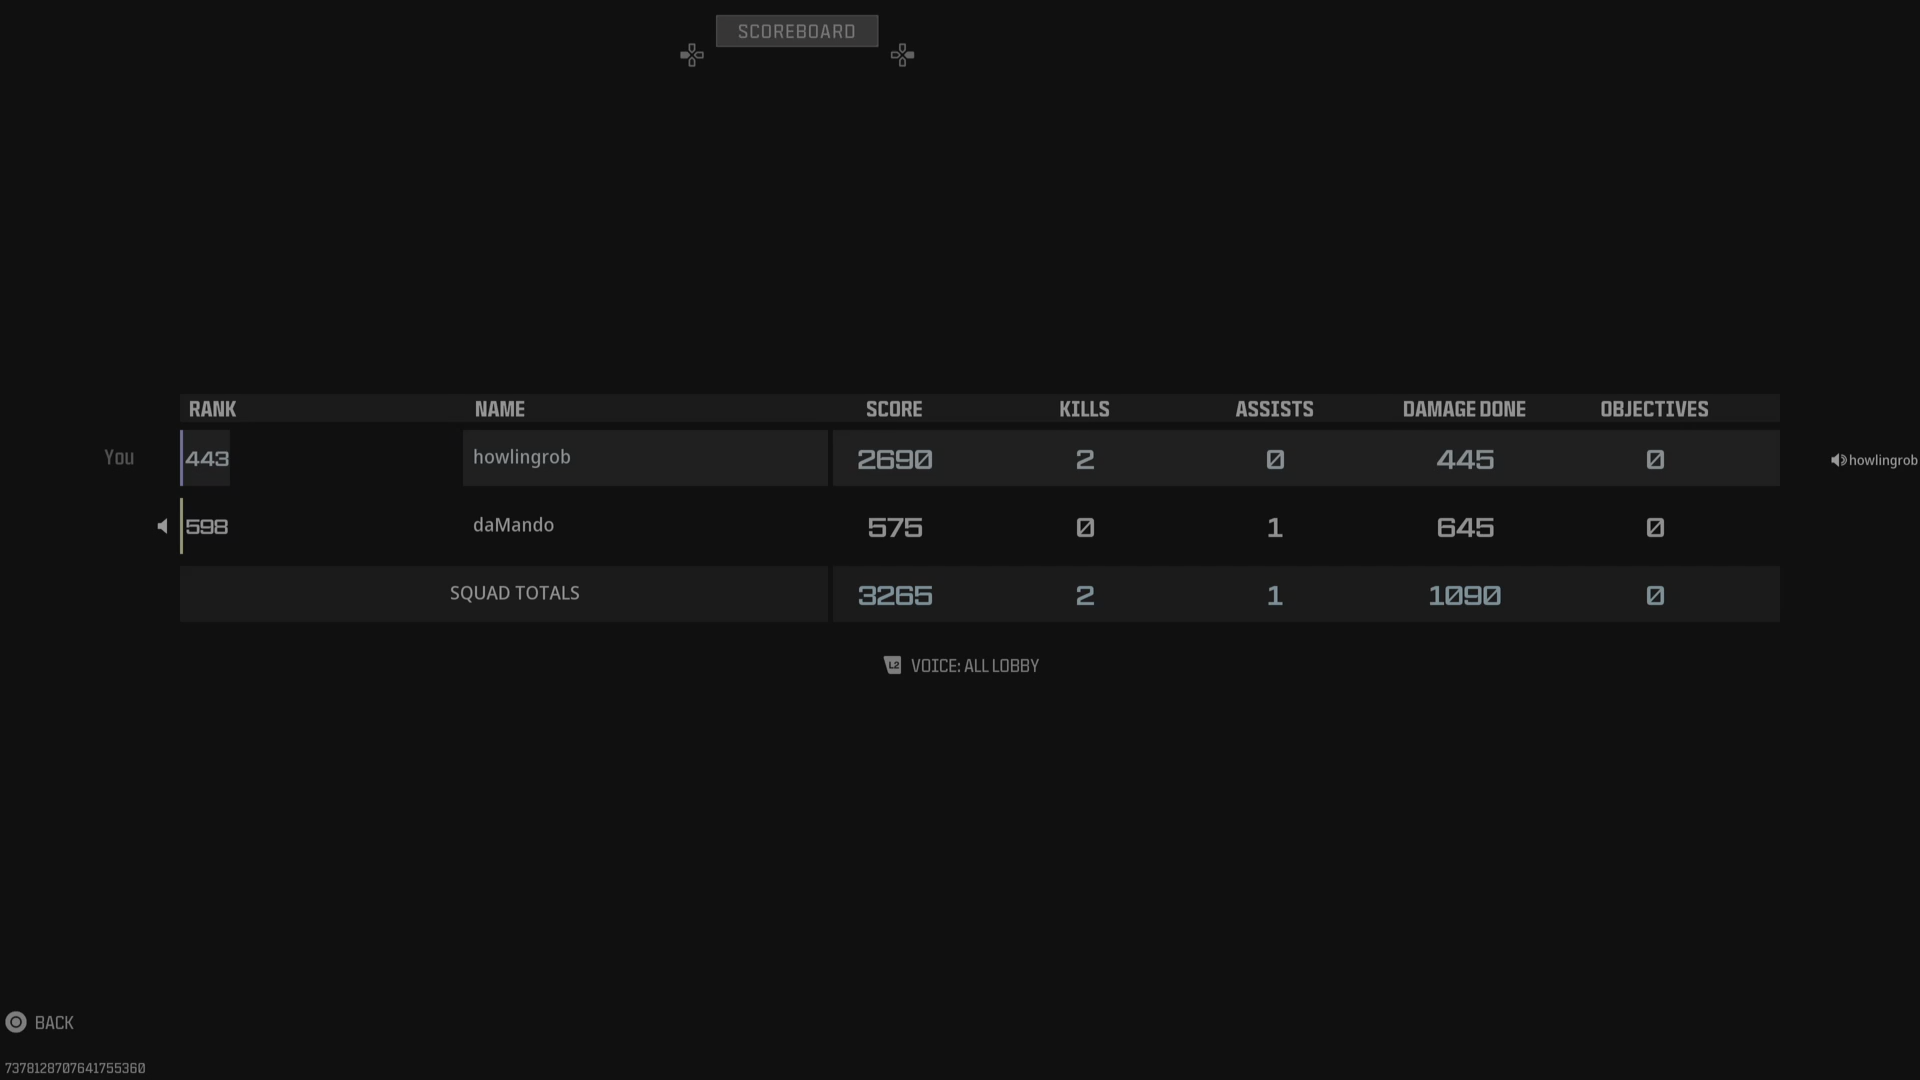 SCOREBOARD
RANK NAME SCORE KILLS ASSISTS DAMAGE DONE OBJECTIVES
You 443 howlingrob 2690 2 0 445 0 howlingrob
598 daMando 575 0 1 645 0
SQUAD TOTALS 3265 2 1 1090 0
L2 VOICE: ALL LOBBY
BACK
7378128707641755360